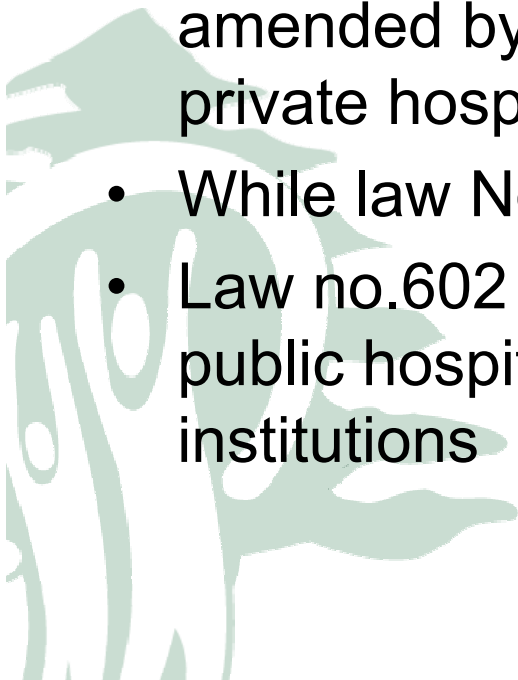 amended by
private hosp
• While law N
• Law no.602
public hospi
institutions